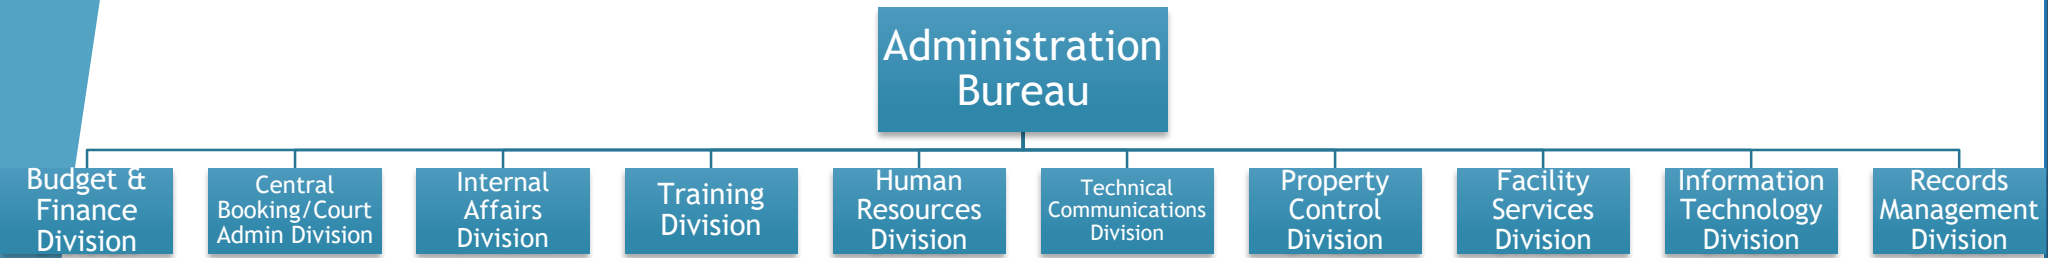 Administration
Bureau
Budget &
Finance
Division
Central
Booking/Court
Admin Division
Internal
Affairs
Division
Training
Division
Human
Resources
Division
Technical
Communications
Division
Property
Control
Division
Facility
Services
Division
Information
Technology
Division
Records
Management
Division